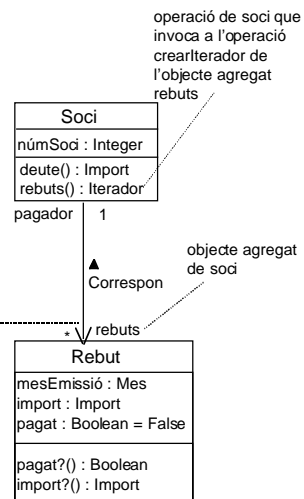 operació de soci que
invoca a l'operació
crearIterador de
l'objecte agregat
rebuts
Soci
númSoci : Integer
deute() : Import
rebuts() : Iterador
pagador 1
objecte agregat
de soci
Correspon
* rebuts
Rebut
mesEmissió : Mes
import : Import
pagat : Boolean = False
pagat?() : Boolean
import?() : Import